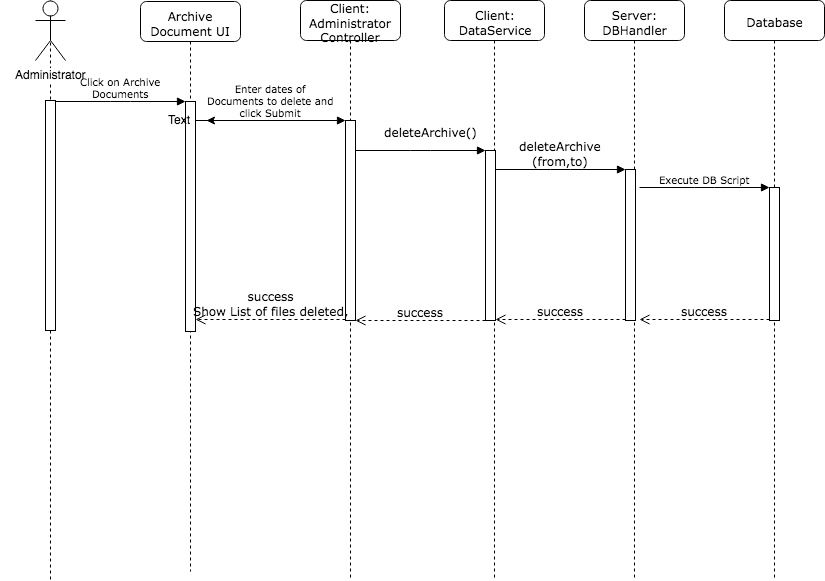 Archive
Document UI
Client:
Administrator
Controller
Client:
DataService
Server:
DBHandler
Database
Administrator
Click on Archive
Documents
Enter dates of
Documents to delete and
click Submit
Text
deleteArchive()
deleteArchive
(from,to)
Execute DB Script
success
Show List of files deleted,
success
success
success